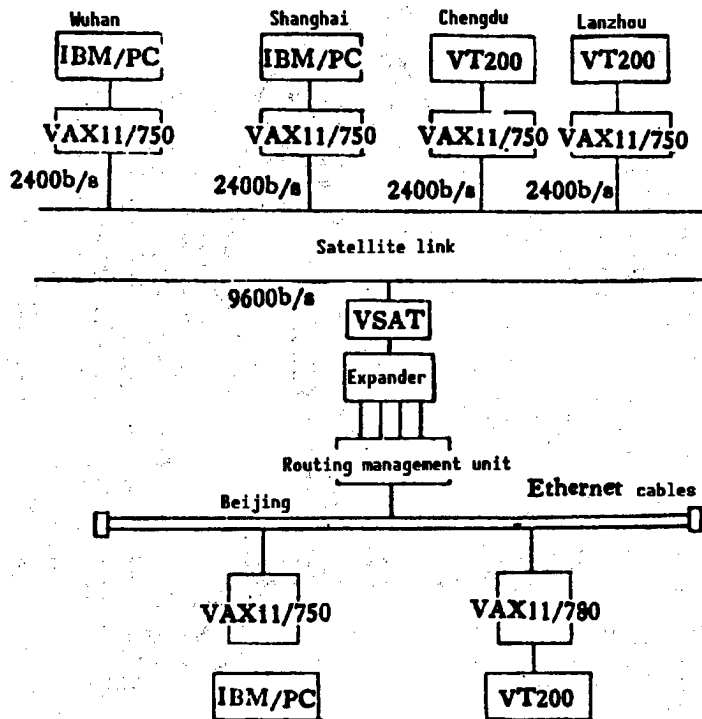 Wuhan Shanghai Chengdu Lanzhou
IBM/PC IBM/PC VT200 VT200
VAX11/750 VAX11/750 VAX11/750 VAX11/750
2400b/s 2400b/s 2400b/s 2400b/s
Satellite link
9600b/s
VSAT
Expander
Routing management unit
Beijing Ethernet cables
VAX11/750 VAX11/780
IBM/PC VT200